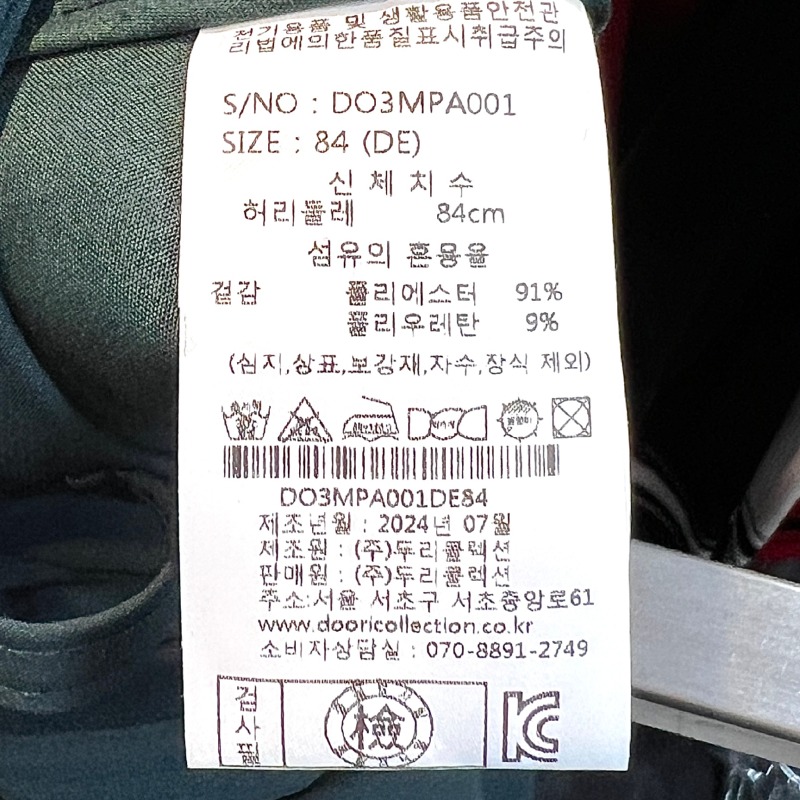 전기용품 및 생활용품안전관
리법에의한품질표시취급주의
S/NO : DO3MPA001
SIZE : 84 (DE)
신 체 치 수
허리둘레 84cm
섬유의 혼용율
겉감 폴리에스터 91%
폴리우레탄 9%
(심지,상표,보강재,자수,장식 제외)
DO3MPA001DE84
제조년월 : 2024년 07월
제조원 : (주)두리콜렉션
판매원 : (주)두리콜렉션
주소:서울 서초구 서초중앙로61
www.dooricollection.co.kr
소비자상담실 : 070-8891-2749
검사품
檢
KC